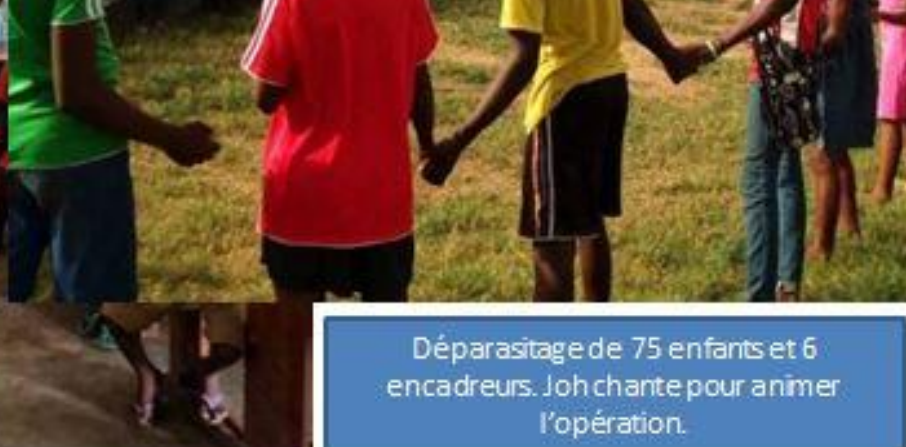 Déparasitage de 75 enfants et 6
encadreurs. Joh chante pour animer
l'opération.